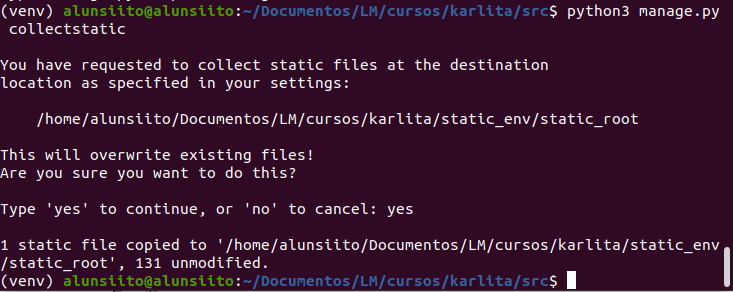 (venv) alunsiito@alunsiito:~/Documentos/LM/cursos/karlita/src$ python3 manage.py
collectstatic
You have requested to collect static files at the destination
location as specified in your settings:
/home/alunsiito/Documentos/LM/cursos/karlita/static_env/static_root
This will overwrite existing files!
Are you sure you want to do this?
Type 'yes' to continue, or 'no' to cancel: yes
1 static file copied to '/home/alunsiito/Documentos/LM/cursos/karlita/static_env
/static_root', 131 unmodified.
(venv) alunsiito@alunsiito:~/Documentos/LM/cursos/karlita/src$